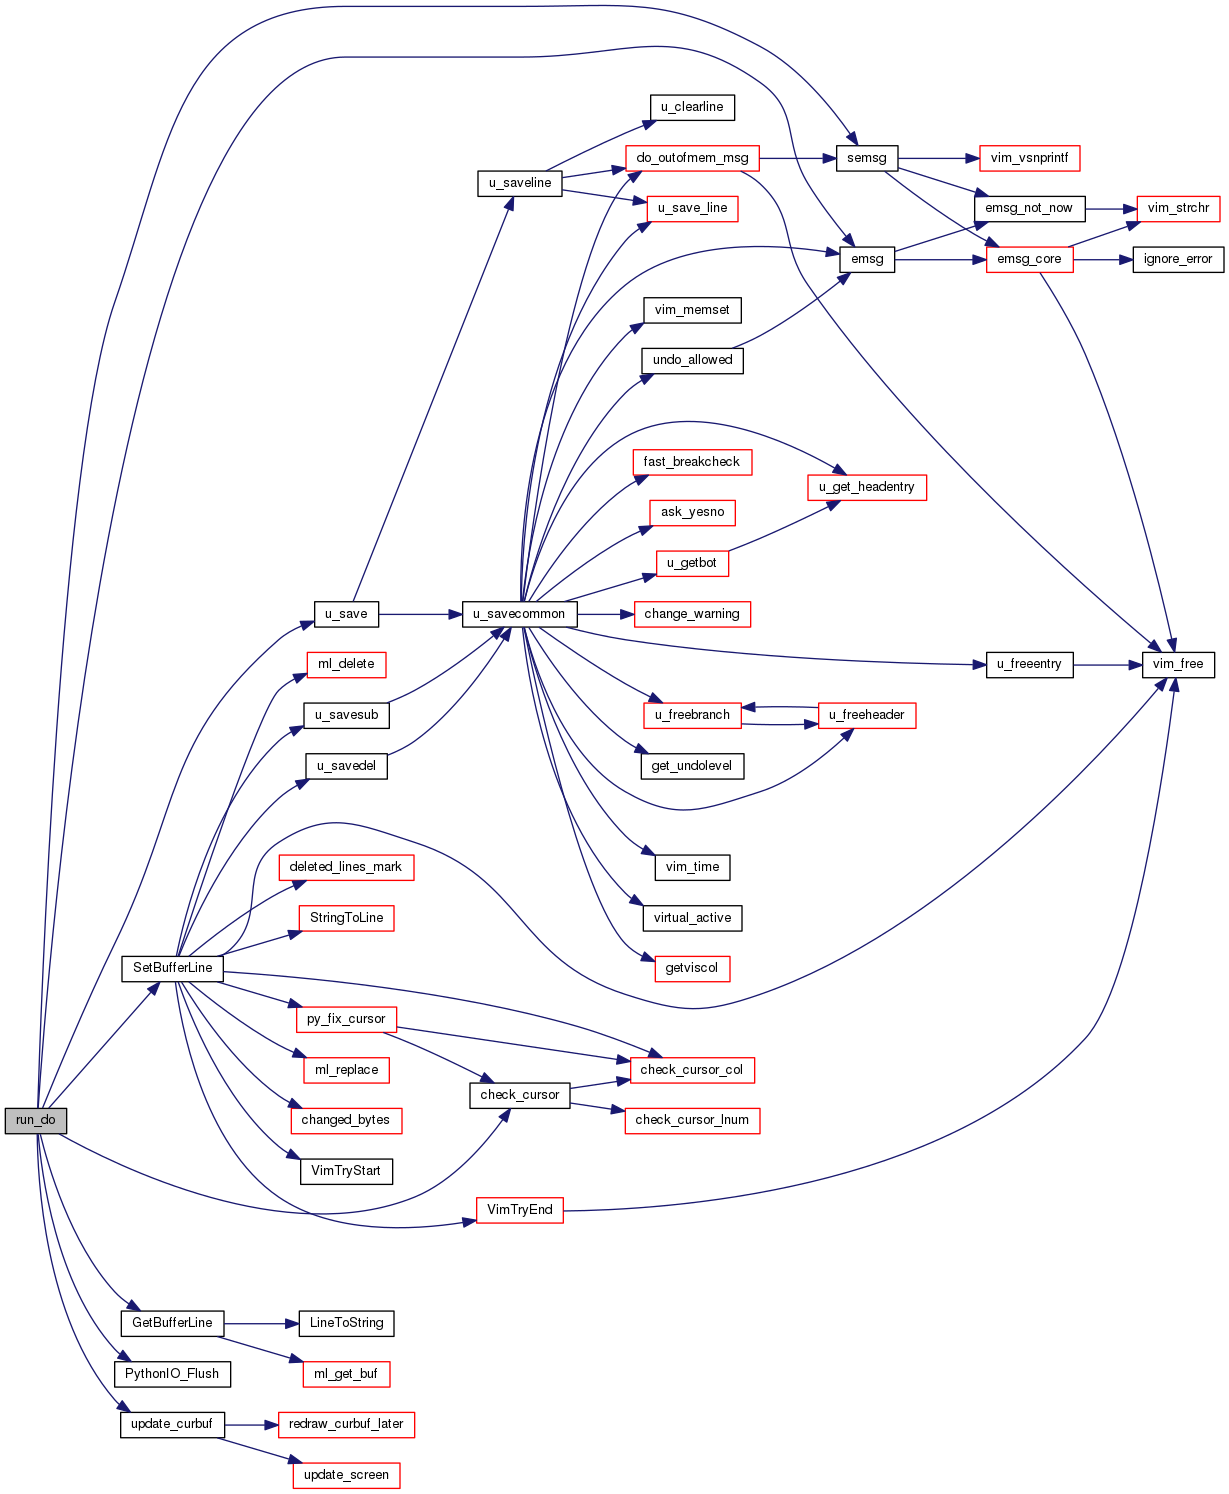 u_clearline
do_outofmem_msg
semsg
vim_vsnprintf
u_saveline
u_save_line
emsg_not_now
vim_strchr
emsg
emsg_core
ignore_error
vim_memset
undo_allowed
fast_breakcheck
u_get_headentry
ask_yesno
u_getbot
u_save
u_savecommon
change_warning
ml_delete
u_freeentry
vim_free
u_savesub
u_freebranch
u_freeheader
u_savedel
get_undolevel
deleted_lines_mark
vim_time
StringToLine
virtual_active
SetBufferLine
getviscol
py_fix_cursor
ml_replace
check_cursor_col
check_cursor
run_do
changed_bytes
check_cursor_lnum
VimTryStart
VimTryEnd
GetBufferLine
LineToString
PythonIO_Flush
ml_get_buf
update_curbuf
redraw_curbuf_later
update_screen